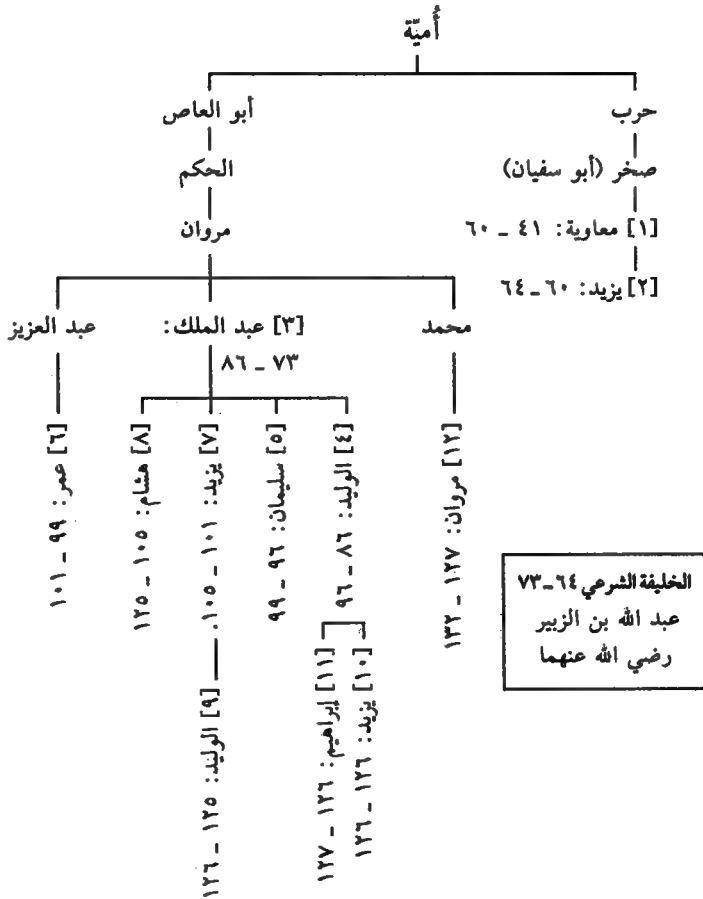 أُميّة
حرب
أبو العاص
صخر (أبو سفيان)
الحكم
[١] معاوية: ٤١ _ ٦٠
مروان
[٢] يزيد: ٦٠ _ ٦٤
محمد
[٣] عبد الملك:
٧٣ _ ٨٦
عبد العزيز
[١٢] مروان: ١٢٧ _ ١٣٢
[٤] الوليد: ٨٦ _ ٩٦
[٥] سليمان: ٩٦ _ ٩٩
[٧] يزيد: ١٠١ _ ١٠٥.
[٨] هشام: ١٠٥ _ ١٢٥
[٦] عمر: ٩٩ _ ١٠١
[١٠] يزيد: ١٢٦ _ ١٢٦
[١١] إبراهيم: ١٢٦ _ ١٢٧
[٩] الوليد: ١٢٥ _ ١٢٦
الخليفة الشرعي ٦٤ _ ٧٣
عبد الله بن الزبير
رضي الله عنهما